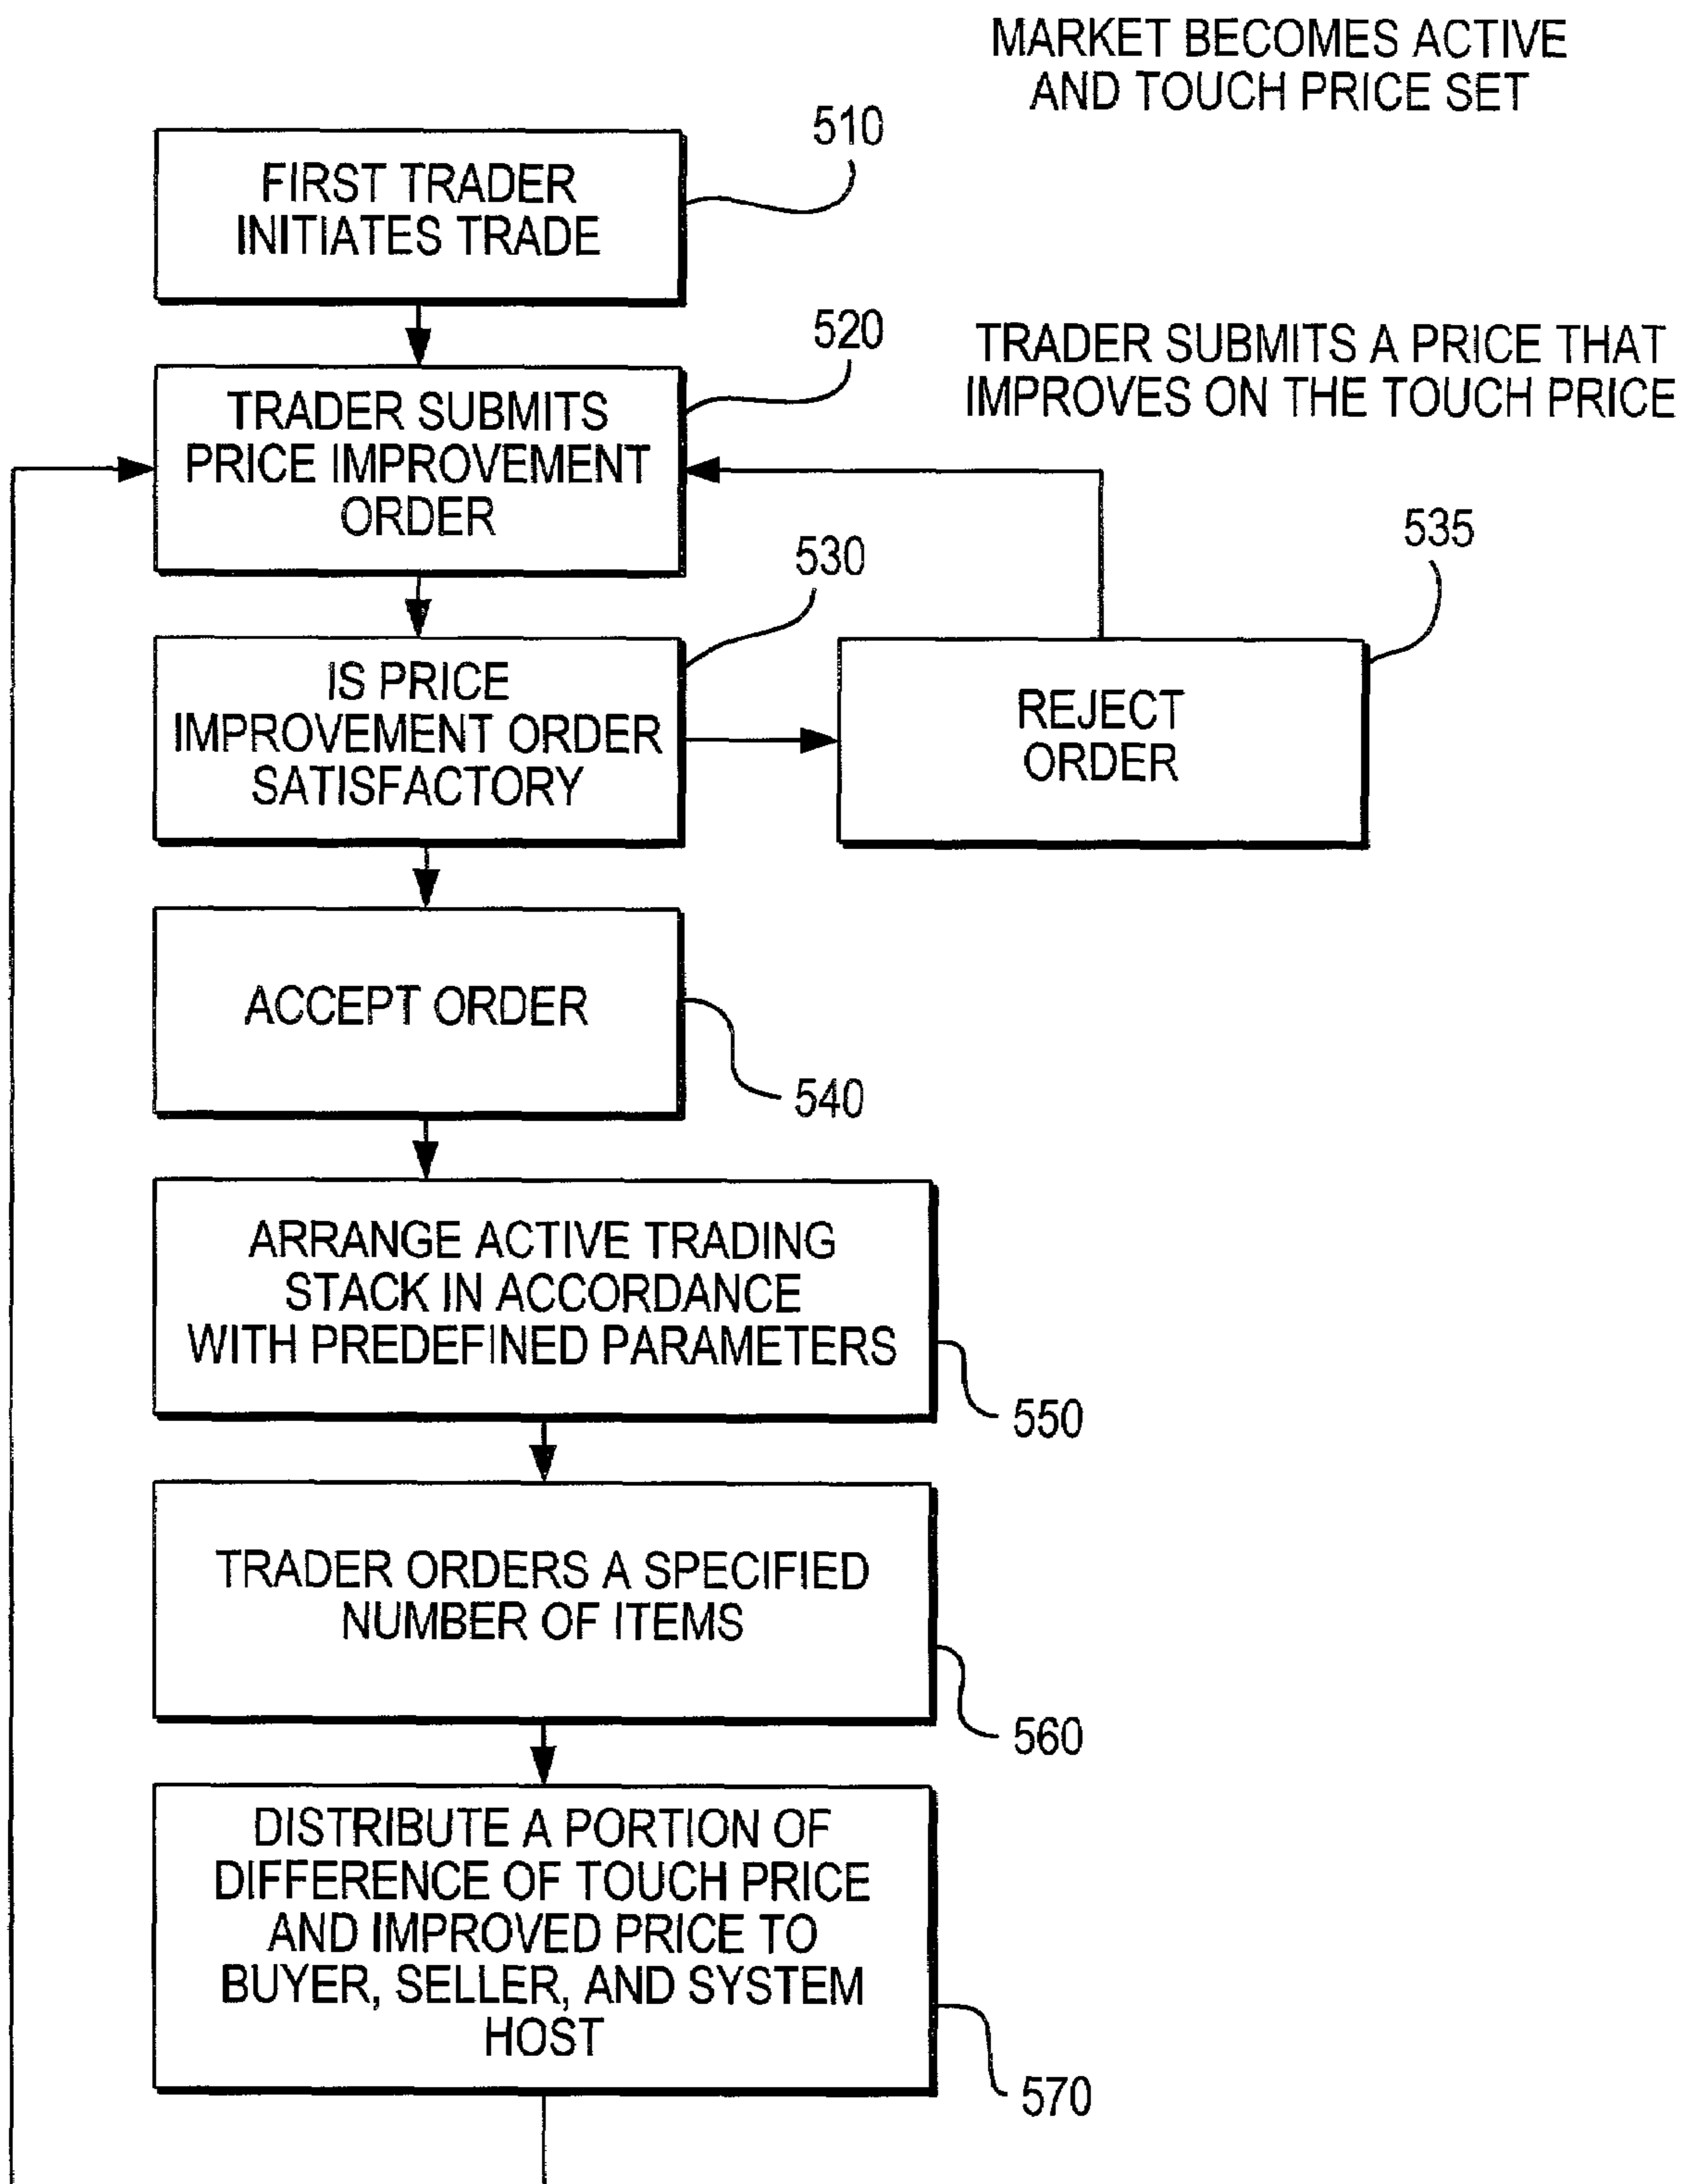 MARKET BECOMES ACTIVE
AND TOUCH PRICE SET
510
FIRST TRADER
INITIATES TRADE
520
TRADER SUBMITS A PRICE THAT
IMPROVES ON THE TOUCH PRICE
TRADER SUBMITS
PRICE IMPROVEMENT
ORDER
535
530
IS PRICE
IMPROVEMENT ORDER
SATISFACTORY
REJECT
ORDER
ACCEPT ORDER
540
ARRANGE ACTIVE TRADING
STACK IN ACCORDANCE
WITH PREDEFINED PARAMETERS
550
TRADER ORDERS A SPECIFIED
NUMBER OF ITEMS
560
DISTRIBUTE A PORTION OF
DIFFERENCE OF TOUCH PRICE
AND IMPROVED PRICE TO
BUYER, SELLER, AND SYSTEM
HOST
570